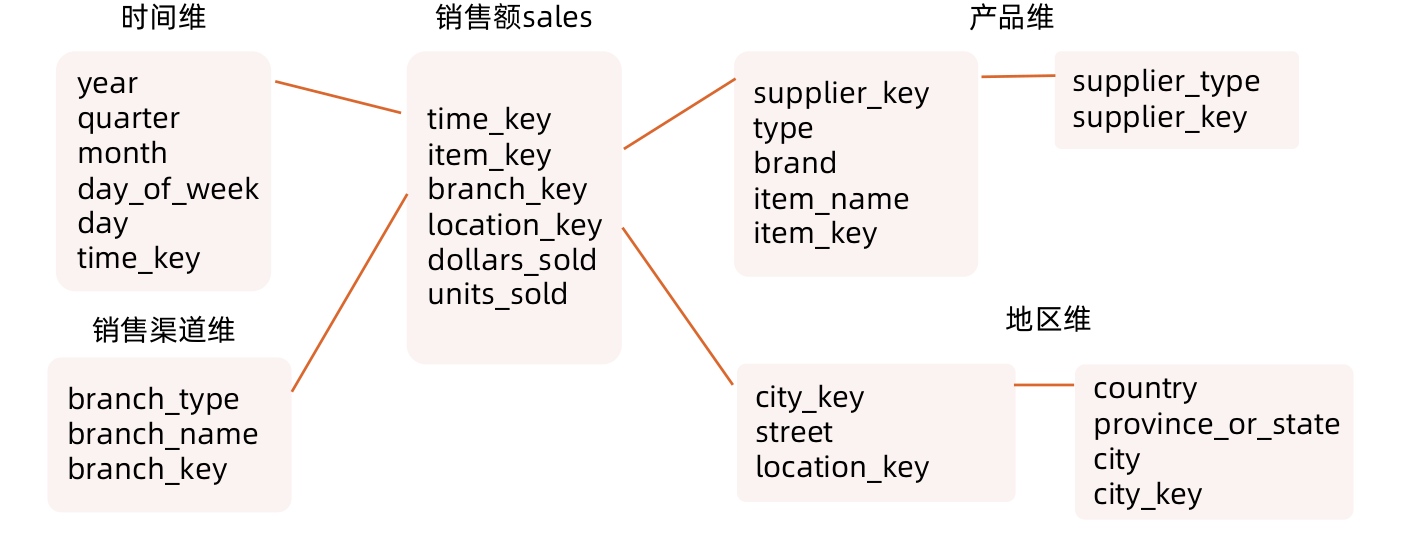 时间维
year
quarter
month
day_of_week
day
time_key
销售额sales
time_key
item_key
branch_key
location_key
dollars_sold
units_sold
产品维
supplier_key
type
brand
item_name
item_key
supplier_type
supplier_key
销售渠道维
branch_type
branch_name
branch_key
地区维
city_key
street
location_key
country
province_or_state
city
city_key